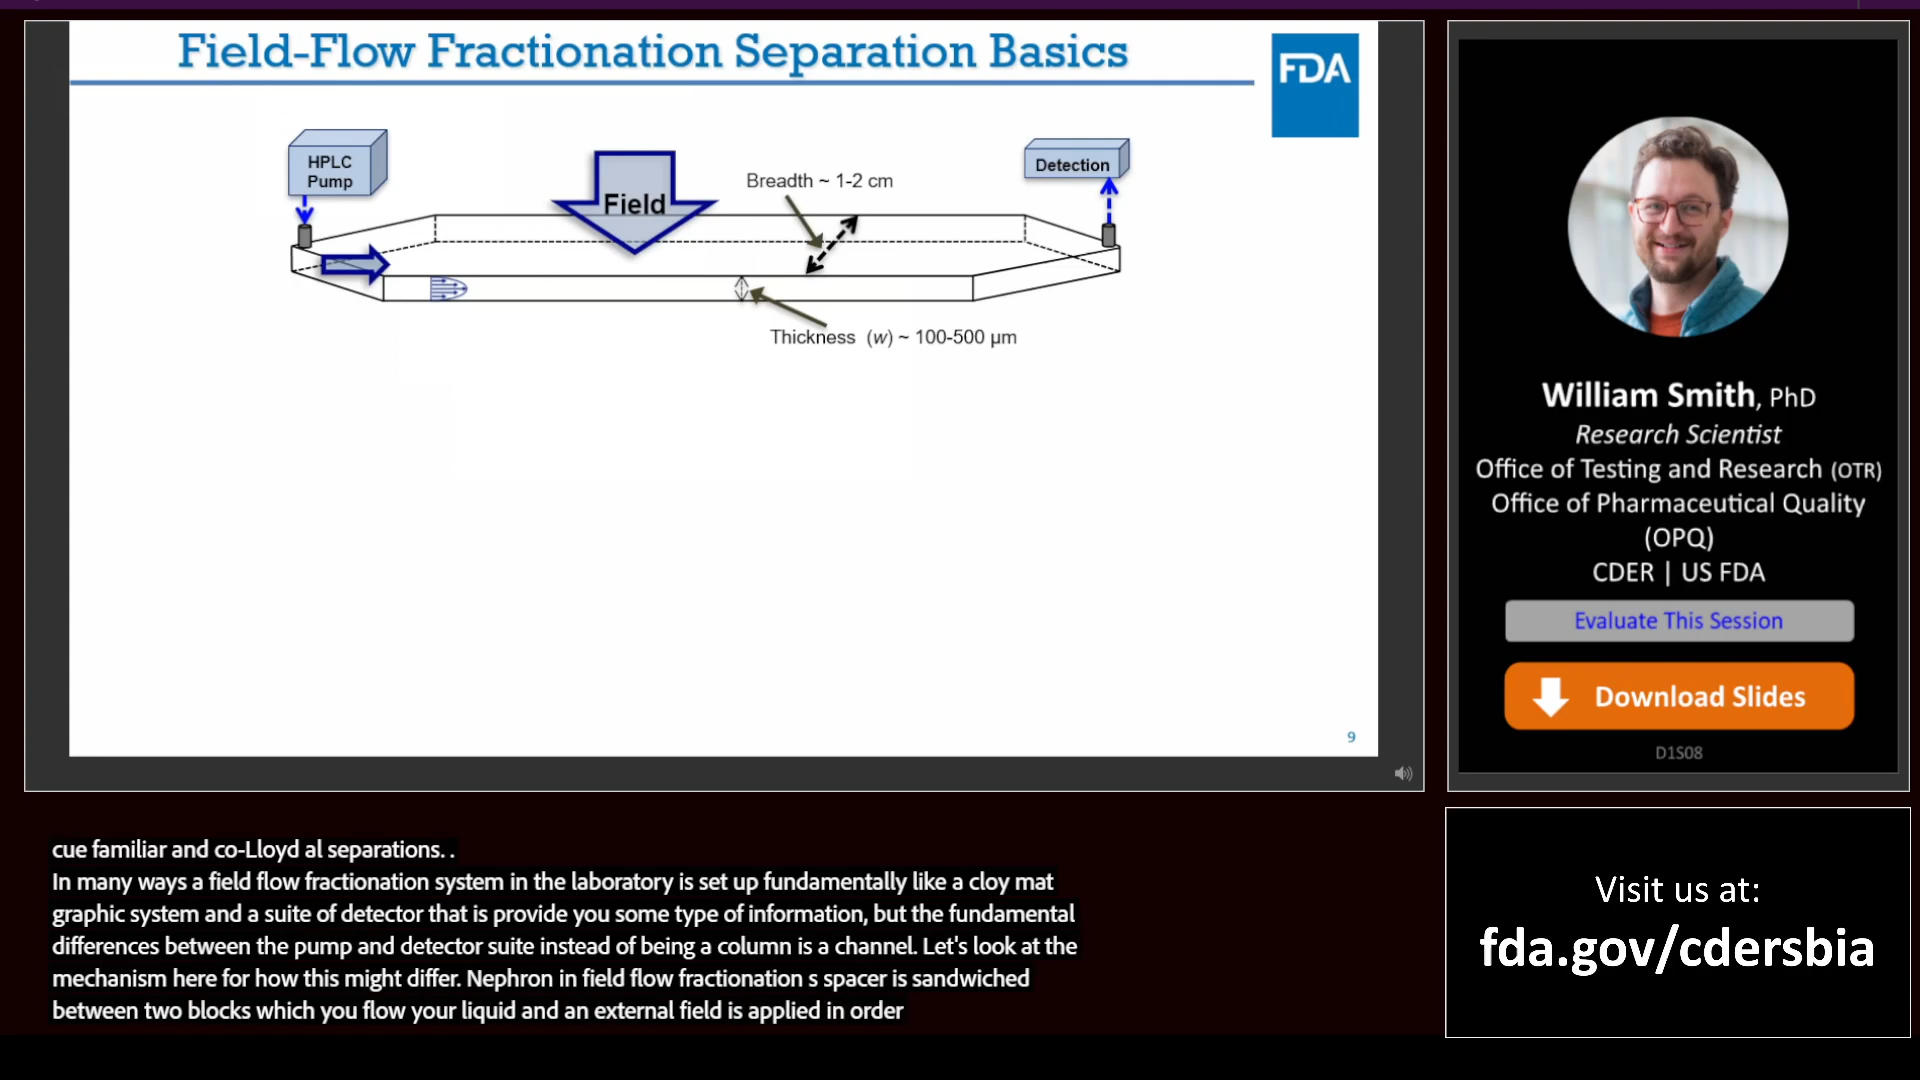 Field-Flow Fractionation Separation Basics
FDA
HPLC
Pump
Field
Breadth ~ 1-2 cm
Detection
Thickness (w) ~ 100-500 µm
9
William Smith, PhD
Research Scientist
Office of Testing and Research (OTR)
Office of Pharmaceutical Quality
(OPQ)
CDER | US FDA
Evaluate This Session
Download Slides
D1S08
cue familiar and co-Lloyd al separations. .
In many ways a field flow fractionation system in the laboratory is set up fundamentally like a cloy mat
graphic system and a suite of detector that is provide you some type of information, but the fundamental
differences between the pump and detector suite instead of being a column is a channel. Let's look at the
mechanism here for how this might differ. Nephron in field flow fractionation s spacer is sandwiched
between two blocks which you flow your liquid and an external field is applied in order
Visit us at:
fda.gov/cdersbia